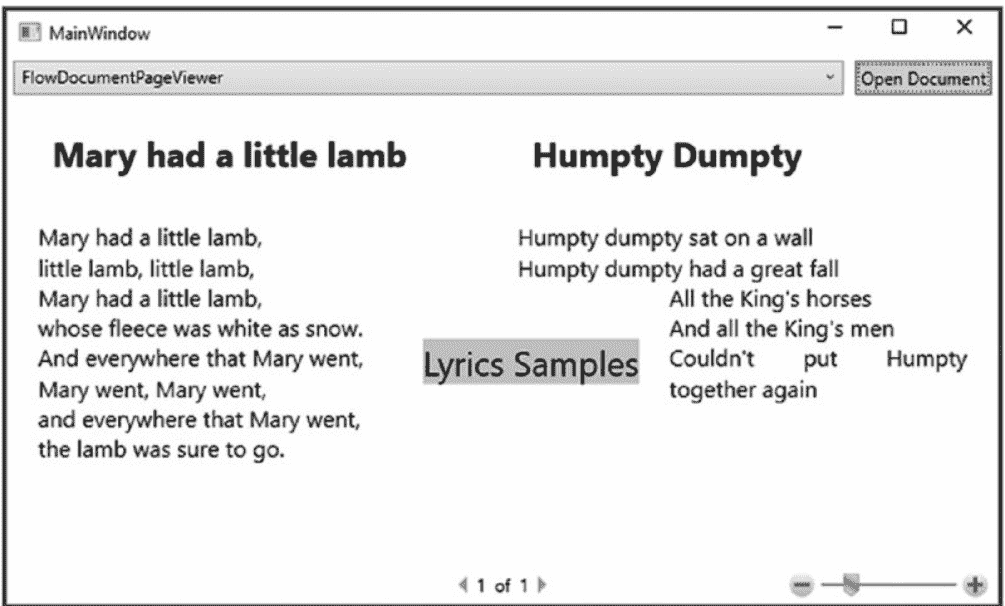 MainWindow
FlowDocumentPageViewer
Open Document
Mary had a little lamb
Mary had a little lamb,
little lamb, little lamb,
Mary had a little lamb,
whose fleece was white as snow.
And everywhere that Mary went,
Mary went, Mary went,
and everywhere that Mary went,
the lamb was sure to go.
Lyrics Samples
Humpty Dumpty
Humpty dumpty sat on a wall
Humpty dumpty had a great fall
All the King's horses
And all the King's men
Couldn't put Humpty
together again
1 of 1